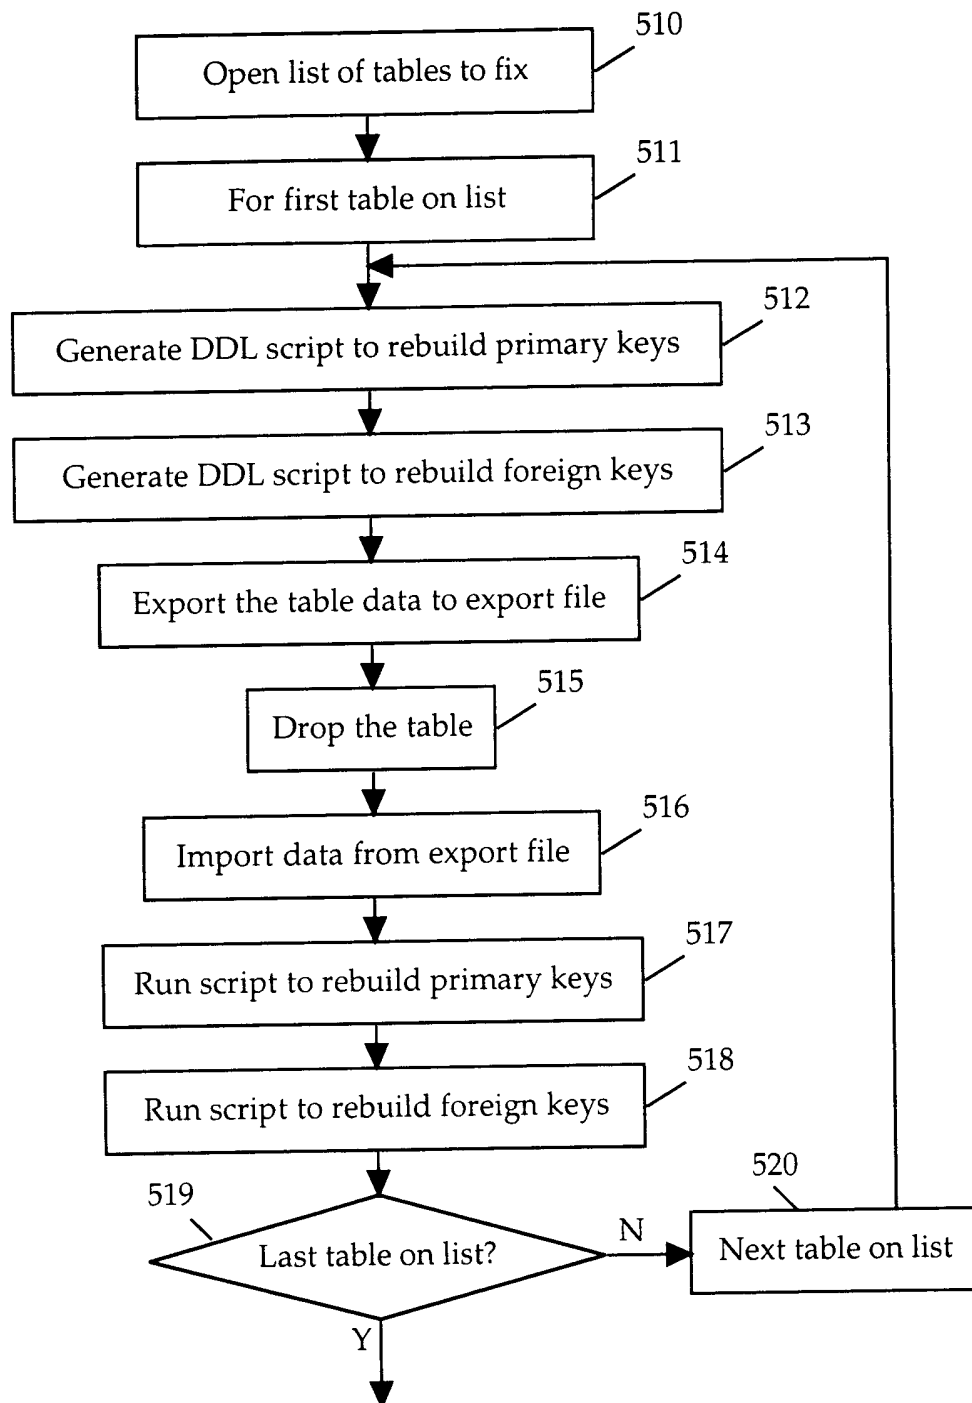 510
Open list of tables to fix
511
For first table on list
512
Generate DDL script to rebuild primary keys
513
Generate DDL script to rebuild foreign keys
514
Export the table data to export file
515
Drop the table
516
Import data from export file
517
Run script to rebuild primary keys
518
Run script to rebuild foreign keys
519
520
Last table on list?
N
Next table on list
Y